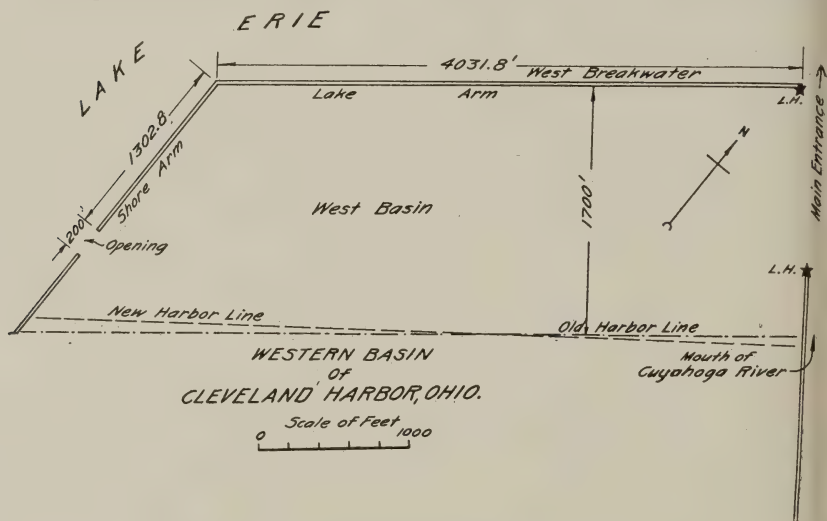 LAKE ERIE
4031.8'
West Breakwater
Lake Arm
L.H.
Main Entrance
1302.8
Shore Arm
200'
Opening
West Basin
1700'
N
L.H.
New Harbor Line
Old Harbor Line
Mouth of
Cuyahoga River
WESTERN BASIN
OF
CLEVELAND HARBOR, OHIO.
Scale of Feet
0 1000